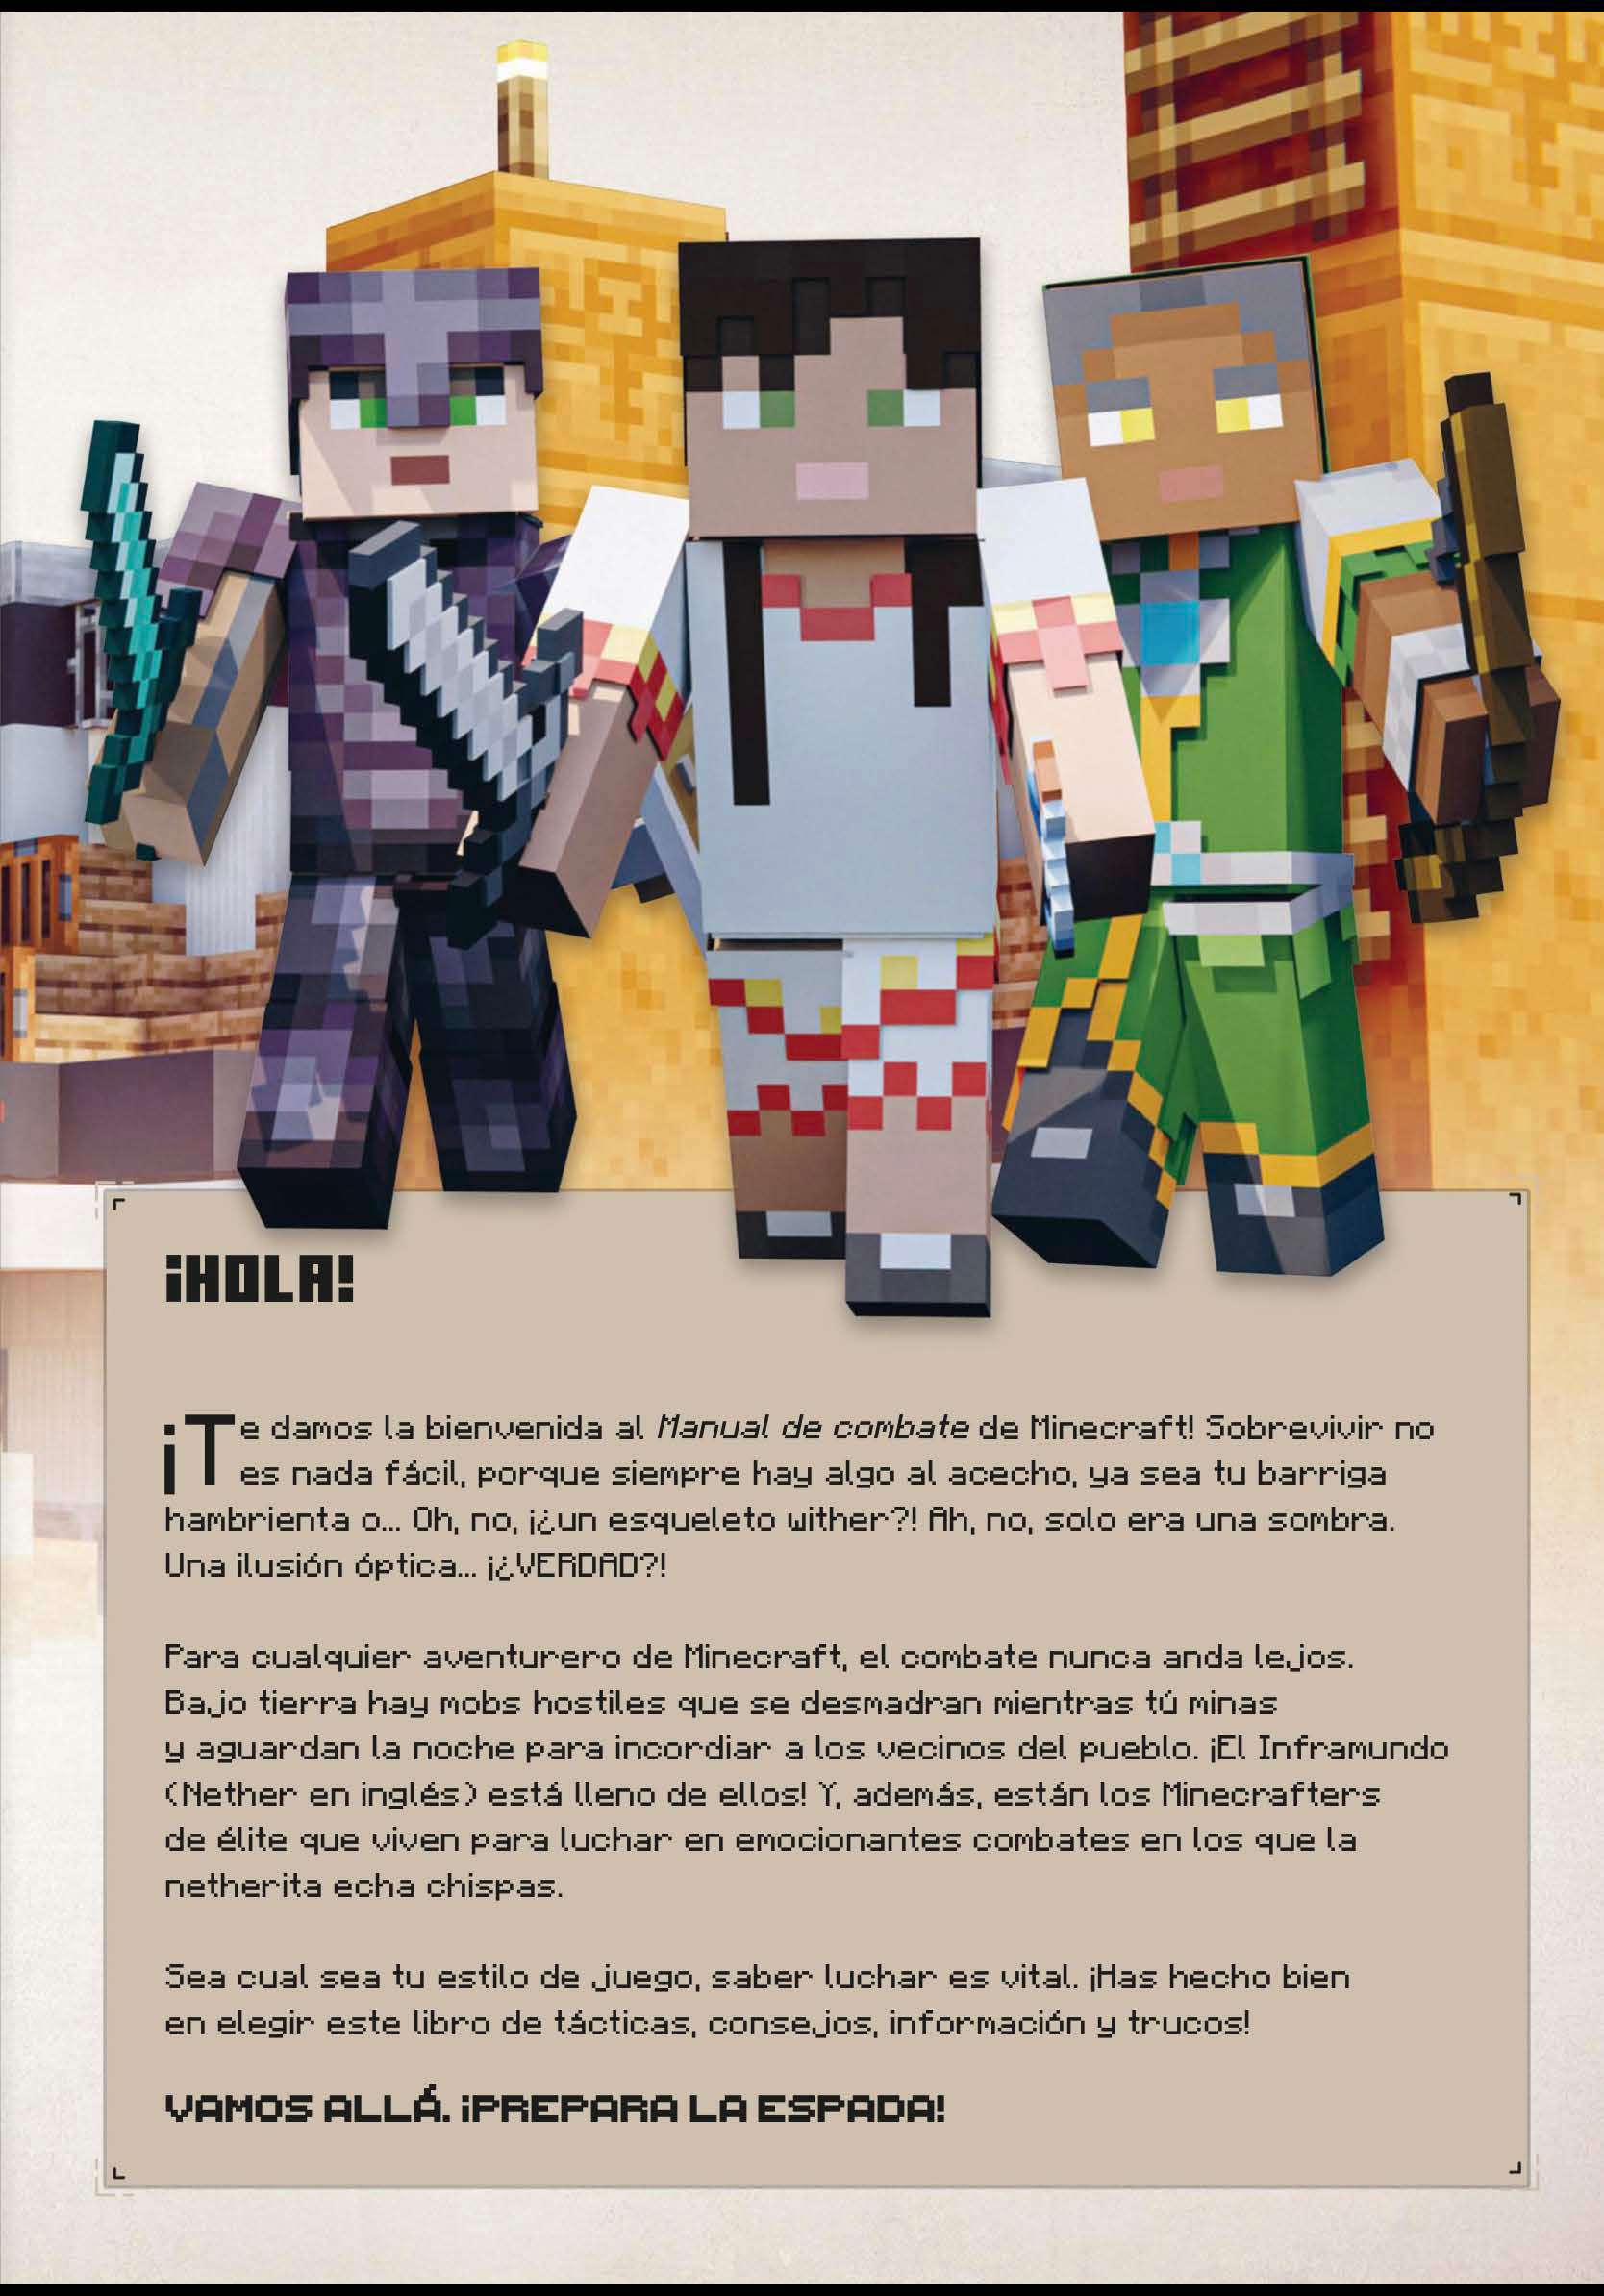 ¡HOLA!
¡Te damos la bienvenida al Manual de combate de Minecraft! Sobrevivir no
es nada fácil, porque siempre hay algo al acecho, ya sea tu barriga
hambrienta o... Oh, no, ¡¿un esqueleto wither?! Ah, no, solo era una sombra.
Una ilusión óptica... ¡¿VERDAD?!
Para cualquier aventurero de Minecraft, el combate nunca anda lejos.
Bajo tierra hay mobs hostiles que se desmadran mientras tú minas
y aguardan la noche para incordiar a los vecinos del pueblo. ¡El Inframundo
(Nether en inglés) está lleno de ellos! Y, además, están los Minecrafters
de élite que viven para luchar en emocionantes combates en los que la
netherita echa chispas.
Sea cual sea tu estilo de juego, saber luchar es vital. ¡Has hecho bien
en elegir este libro de tácticas, consejos, información y trucos!
VAMOS ALLÁ. ¡PREPARA LA ESPADA!